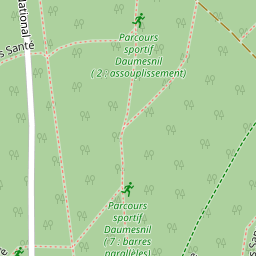 Parcours
sportif
Daumesnil
( 2 : assouplissement)
National
s Santé
Parcours
sportif
Daumesnil
( 7 : barres
parallèles)